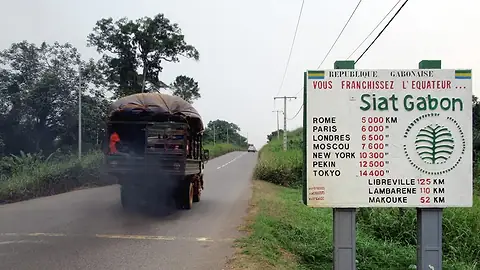 REPUBLIQUE GABONAISE
VOUS FRANCHISSEZ L'EQUATEUR...
Siat Gabon
ROME 5 000 KM
PARIS 6 000 "
LONDRES 6 500 "
MOSCOU 7 600 "
NEW YORK 10 300 "
PEKIN 12 500 "
TOKYO 14 400 "
LIBREVILLE 125 KM
LAMBARENE 110 KM
MAKOUKE 52 KM